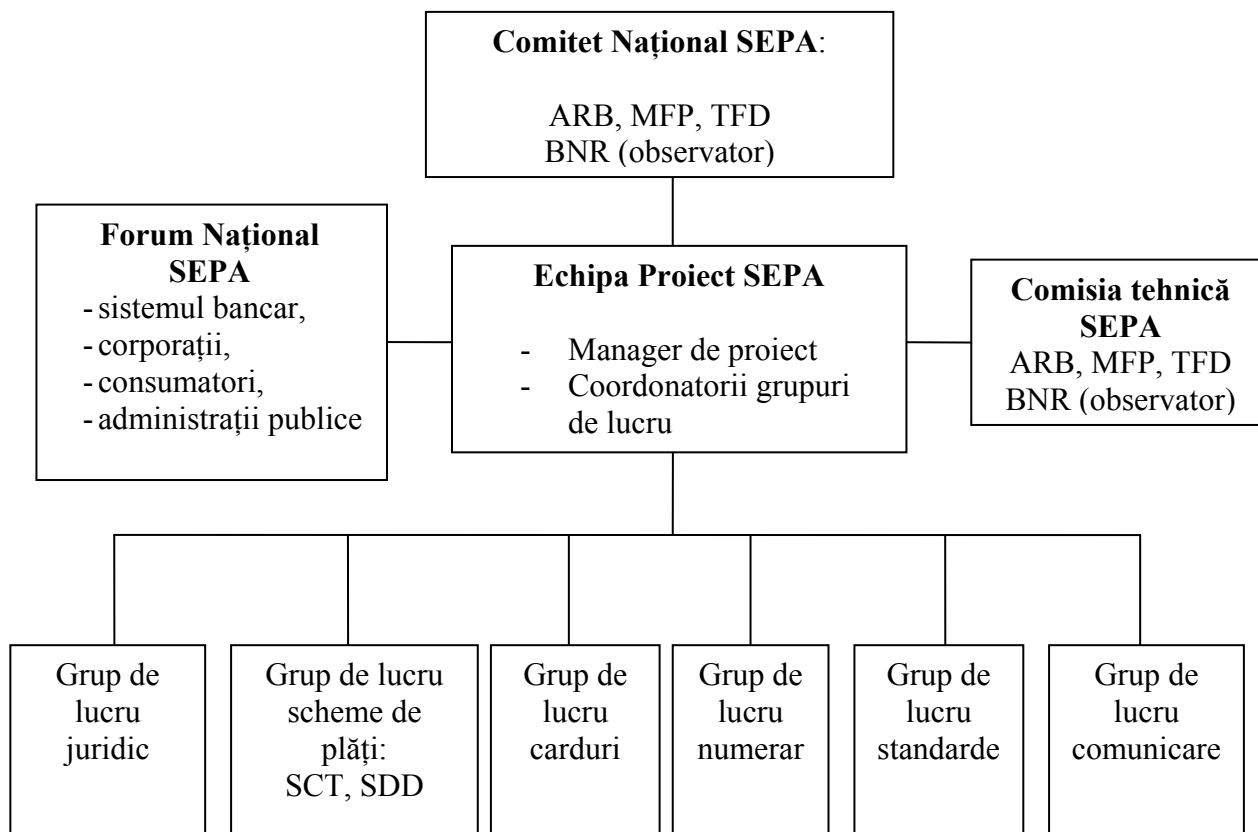 Comitet Național SEPA:
ARB, MFP, TFD
BNR (observator)
Forum Național
SEPA
- sistemul bancar,
- corporații,
- consumatori,
- administrații publice
Echipa Proiect SEPA
- Manager de proiect
- Coordonatorii grupuri
de lucru
Comisia tehnică
SEPA
ARB, MFP, TFD
BNR (observator)
Grup de
lucru
juridic
Grup de lucru
scheme de
plăți:
SCT, SDD
Grup de
lucru
carduri
Grup de
lucru
numerar
Grup de
lucru
standarde
Grup de
lucru
comunicare